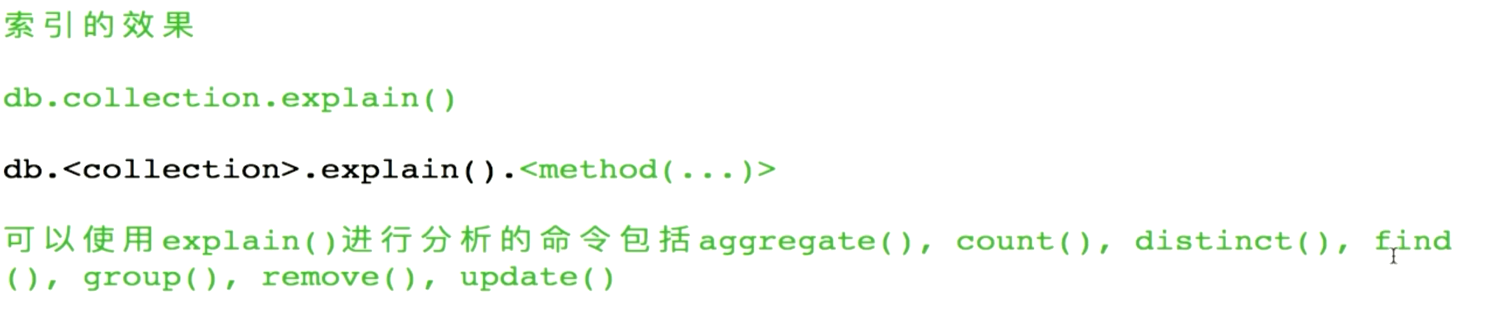 索引的效果
db.collection.explain()
db.<collection>.explain().<method(...)>
可以使用explain()进行分析的命令包括aggregate(), count(), distinct(), find
(), group(), remove(), update()